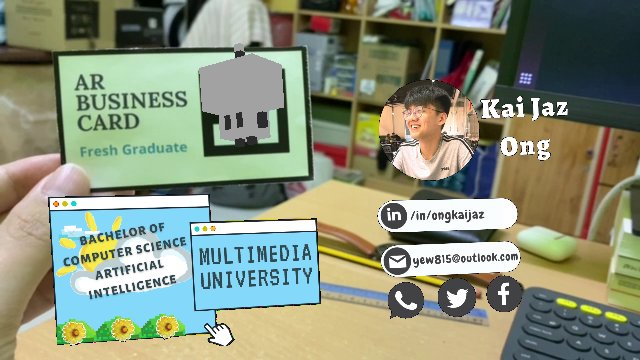 AR
BUSINESS
CARD
Fresh Graduate
Kai Jaz
Ong
in /in/ongkaijaz
yew815@outlook.com
BACHELOR OF
COMPUTER SCIENCE
ARTIFICIAL
INTELLIGENCE
MULTIMEDIA
UNIVERSITY